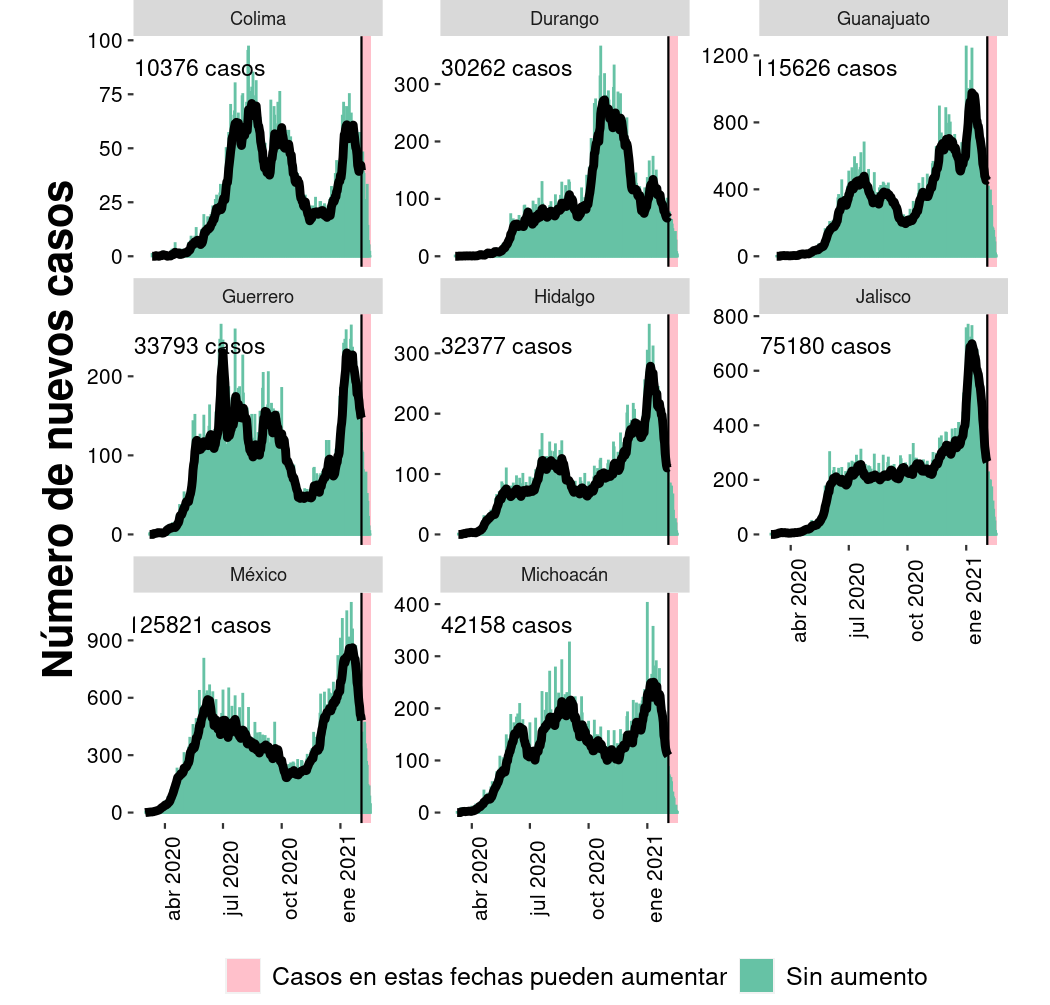 Número de nuevos casos
Colima
Durango
Guanajuato
100
75
50
25
0
10376 casos
300
200
100
0
30262 casos
1200
800
400
0
115626 casos
Guerrero
Hidalgo
Jalisco
200
100
0
33793 casos
300
200
100
0
32377 casos
800
600
400
200
0
75180 casos
abr 2020
jul 2020
oct 2020
ene 2021
México
Michoacán
900
600
300
0
125821 casos
400
300
200
100
0
42158 casos
abr 2020
jul 2020
oct 2020
ene 2021
abr 2020
jul 2020
oct 2020
ene 2021
Casos en estas fechas pueden aumentar
Sin aumento